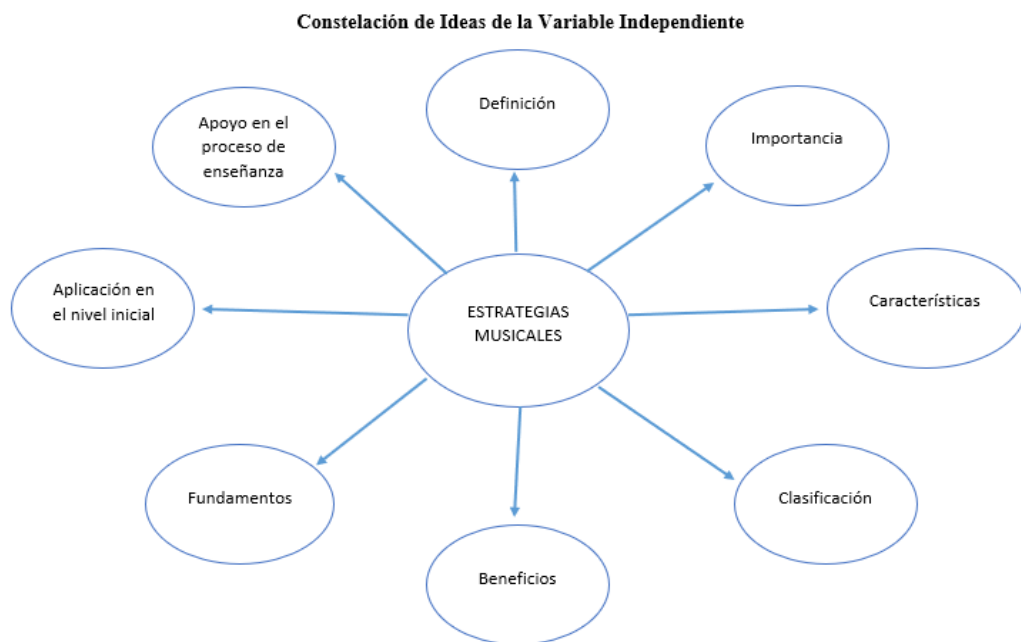 Constelación de Ideas de la Variable Independiente
Definición
Apoyo en el
proceso de
enseñanza
Importancia
Aplicación en
el nivel inicial
ESTRATEGIAS
MUSICALES
Característícas
Fundamentos
Clasificación
Beneficios